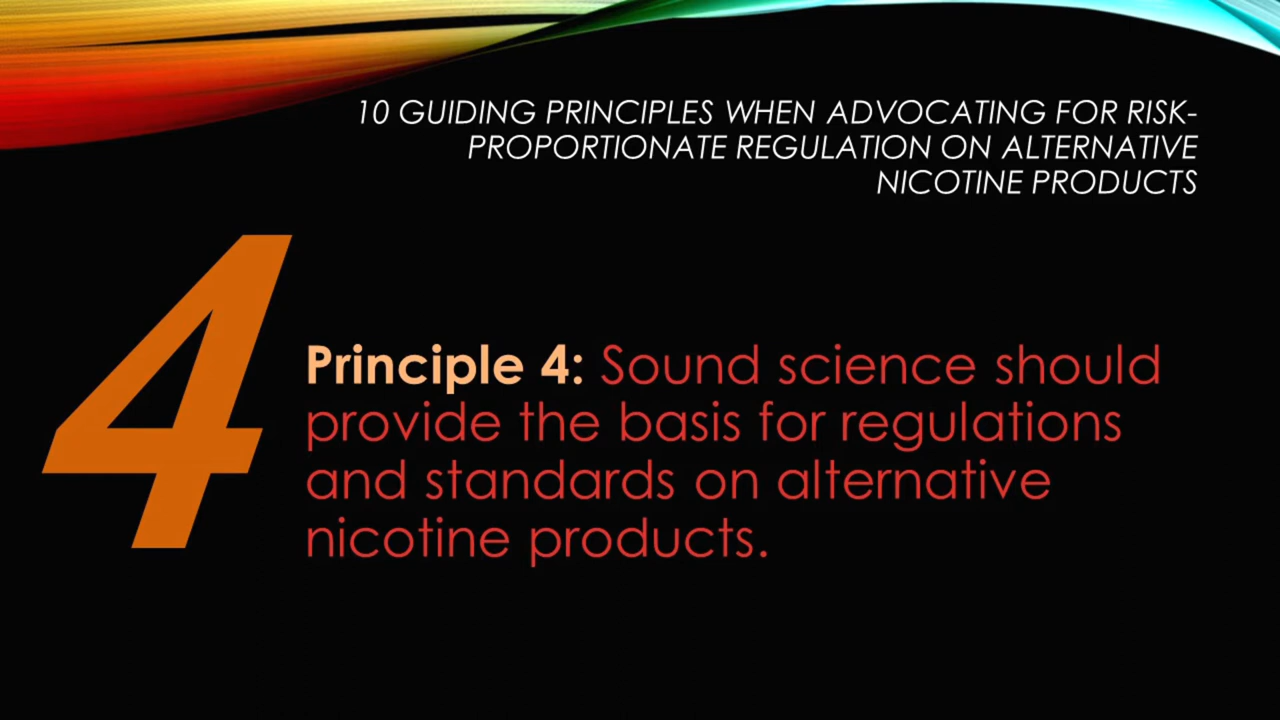 10 GUIDING PRINCIPLES WHEN ADVOCATING FOR RISK-
PROPORTIONATE REGULATION ON ALTERNATIVE
NICOTINE PRODUCTS
4
Principle 4: Sound science should
provide the basis for regulations
and standards on alternative
nicotine products.